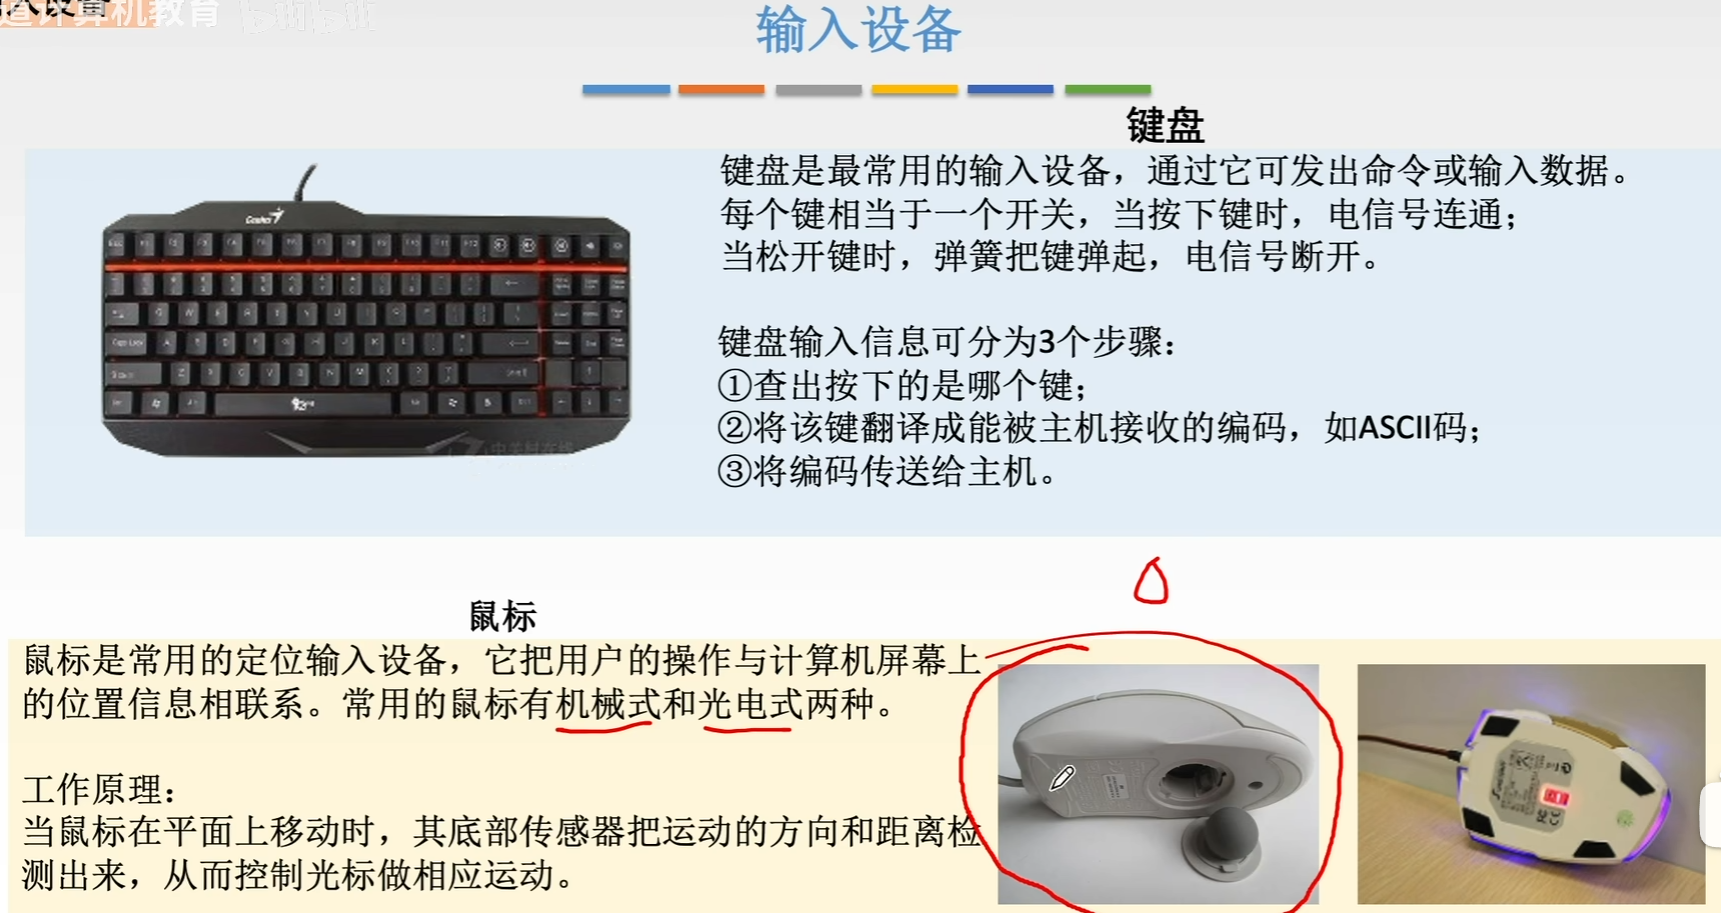 道计算机教育 bilibili
输入设备
键盘
键盘是最常用的输入设备，通过它可发出命令或输入数据。
每个键相当于一个开关，当按下键时，电信号连通；
当松开键时，弹簧把键弹起，电信号断开。
键盘输入信息可分为3个步骤：
①查出按下的是哪个键；
②将该键翻译成能被主机接收的编码，如ASCII码；
③将编码传送给主机。
鼠标
鼠标是常用的定位输入设备，它把用户的操作与计算机屏幕上
的位置信息相联系。常用的鼠标有机械式和光电式两种。
工作原理：
当鼠标在平面上移动时，其底部传感器把运动的方向和距离检
测出来，从而控制光标做相应运动。